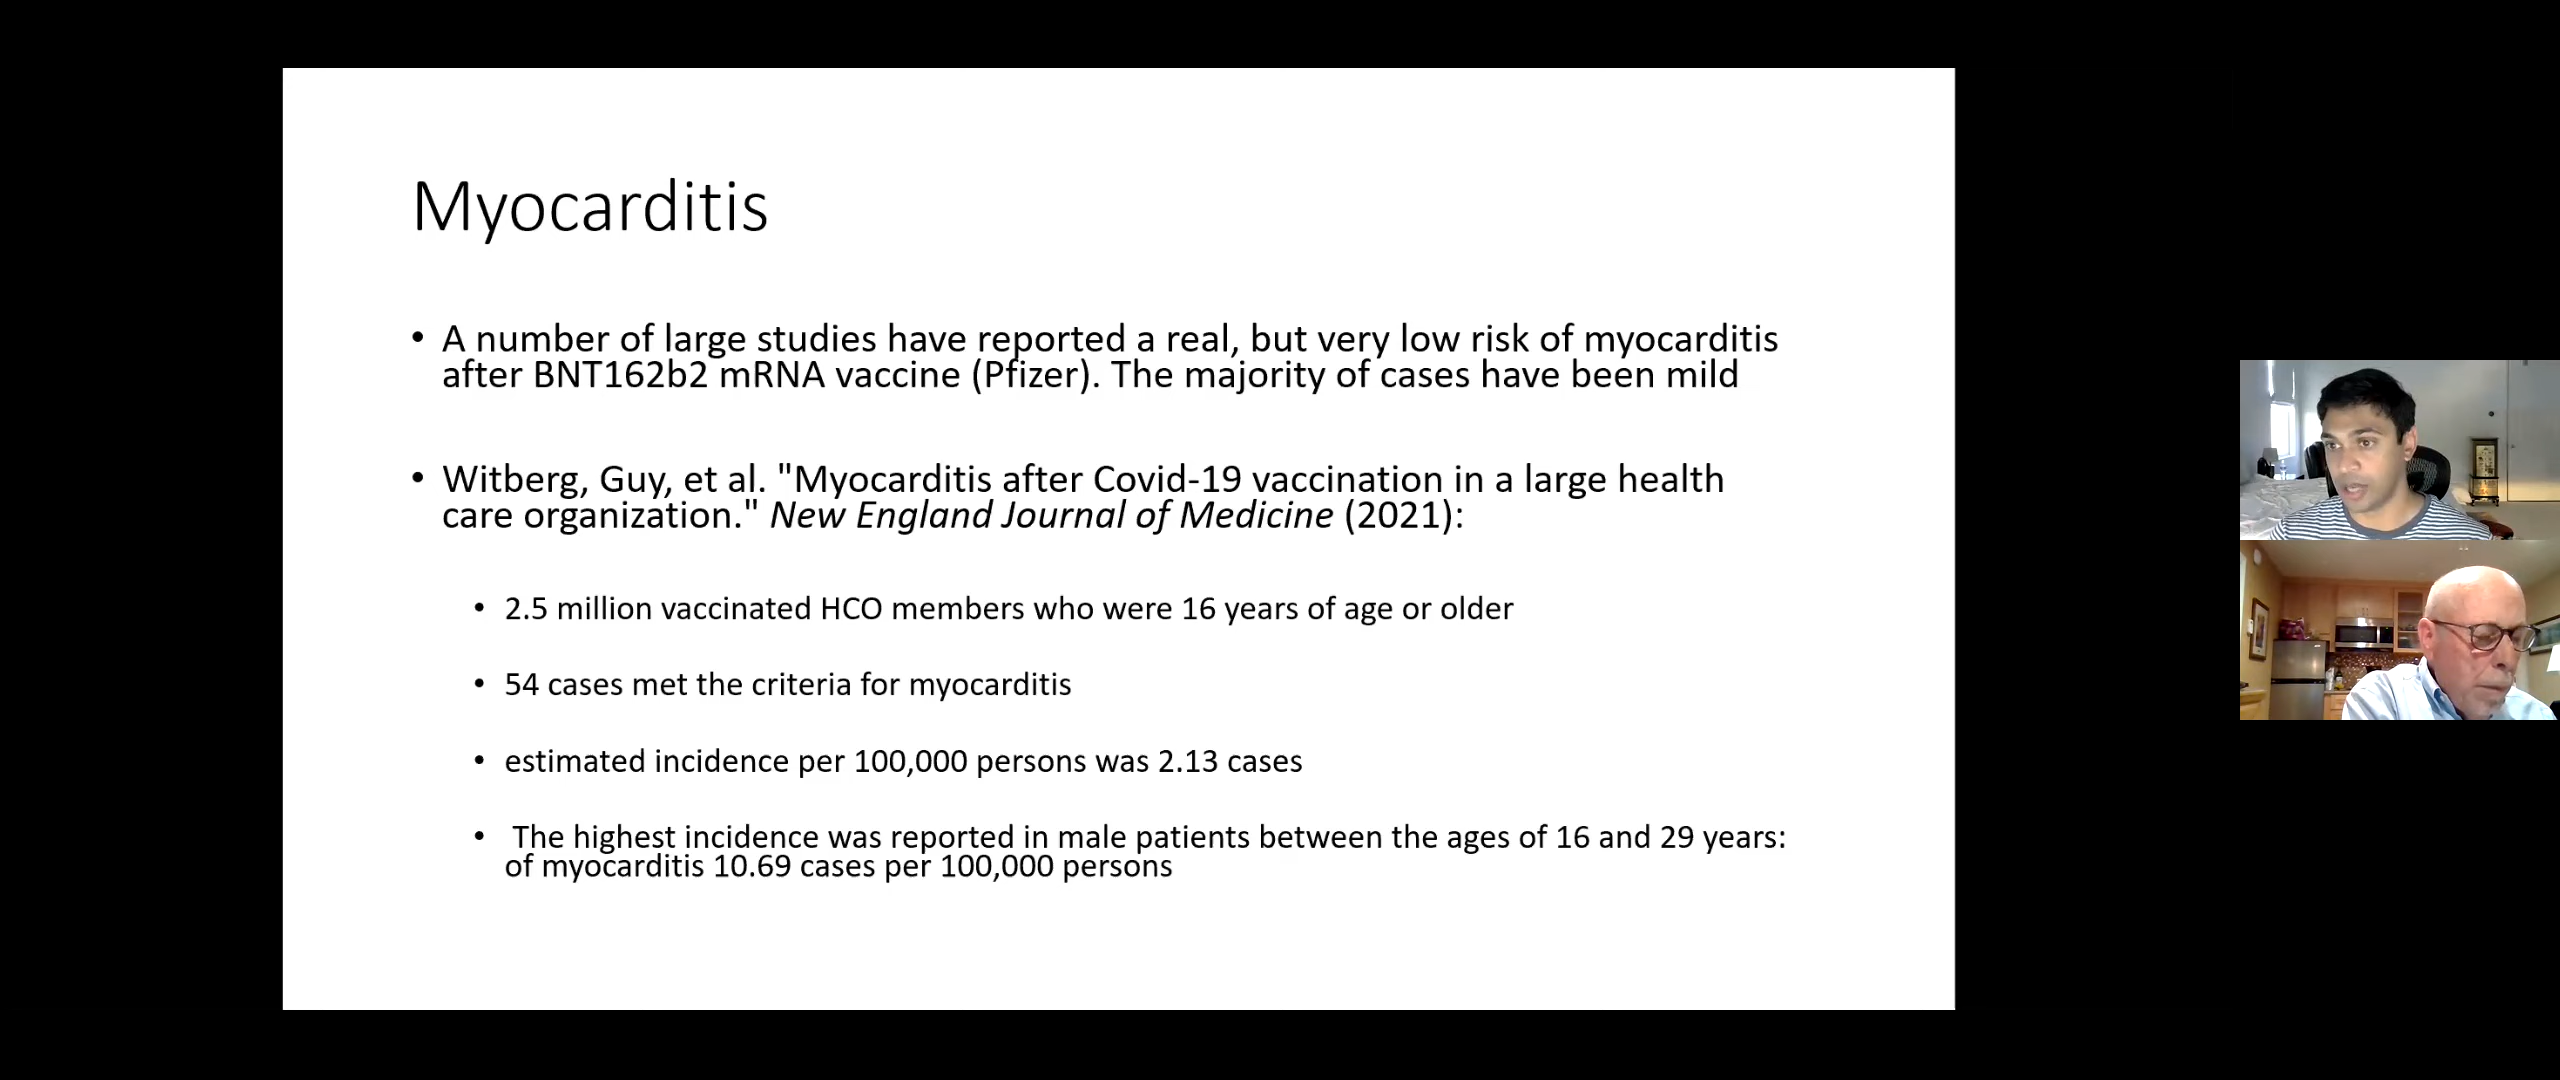 Myocarditis
• A number of large studies have reported a real, but very low risk of myocarditis
after BNT162b2 mRNA vaccine (Pfizer). The majority of cases have been mild
• Witberg, Guy, et al. "Myocarditis after Covid-19 vaccination in a large health
care organization." New England Journal of Medicine (2021):
• 2.5 million vaccinated HCO members who were 16 years of age or older
• 54 cases met the criteria for myocarditis
• estimated incidence per 100,000 persons was 2.13 cases
• The highest incidence was reported in male patients between the ages of 16 and 29 years:
of myocarditis 10.69 cases per 100,000 persons